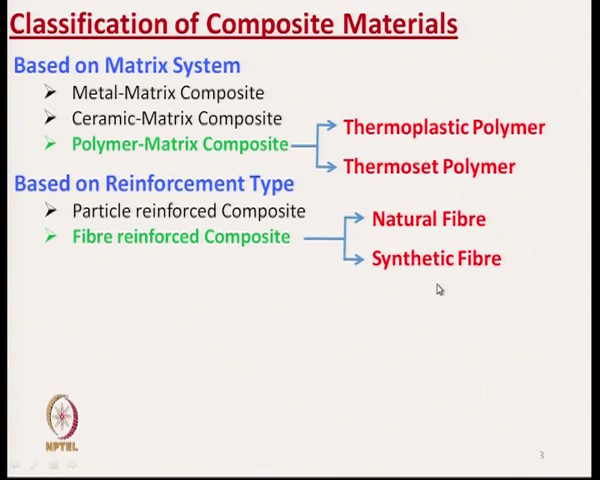 Classification of Composite Materials
Based on Matrix System
Metal-Matrix Composite
Ceramic-Matrix Composite
Polymer-Matrix Composite
Thermoplastic Polymer
Thermoset Polymer
Based on Reinforcement Type
Particle reinforced Composite
Fibre reinforced Composite
Natural Fibre
Synthetic Fibre
NPTEL
3